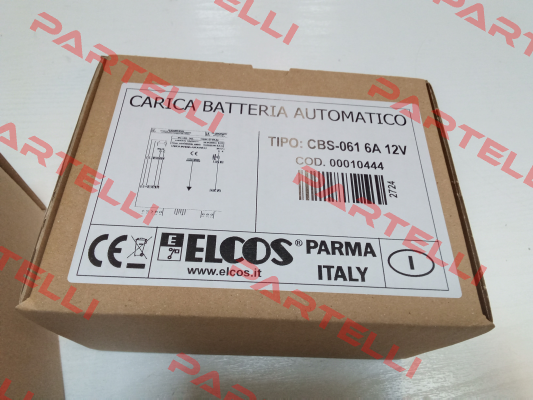 CARICA BATTERIA AUTOMATICO
TIPO: CBS-061 6A 12V
COD. 00010444
2724
CE
E ELCOS® PARMA
www.elcos.it
ITALY
I
PARTELLI
PARTELLI
PARTELLI
PARTELLI
PARTELLI